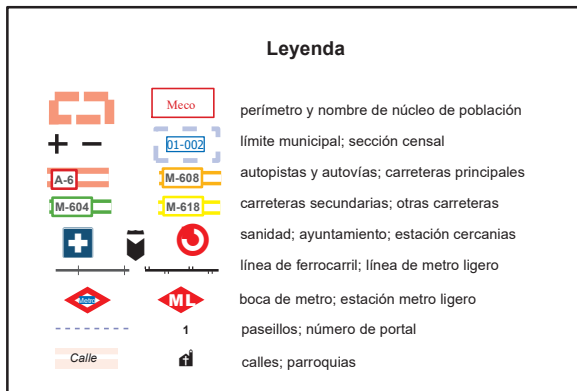 Leyenda
Meco perímetro y nombre de núcleo de población
01-002 límite municipal; sección censal
A-6 M-608 autopistas y autovías; carreteras principales
M-604 M-618 carreteras secundarias; otras carreteras
sanidad; ayuntamiento; estación cercanias
línea de ferrocarril; línea de metro ligero
Metro ML boca de metro; estación metro ligero
1 paseillos; número de portal
Calle calles; parroquias